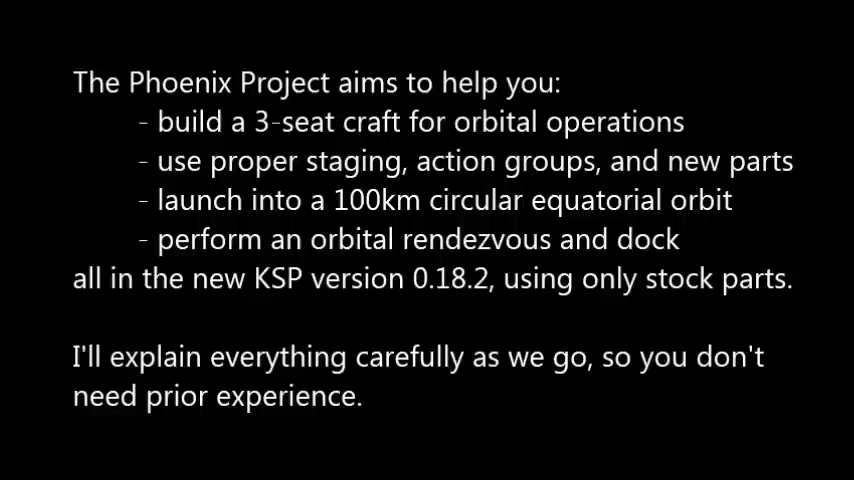 The Phoenix Project aims to help you:
- build a 3-seat craft for orbital operations
- use proper staging, action groups, and new parts
- launch into a 100km circular equatorial orbit
- perform an orbital rendezvous and dock
all in the new KSP version 0.18.2, using only stock parts.
I'll explain everything carefully as we go, so you don't
need prior experience.